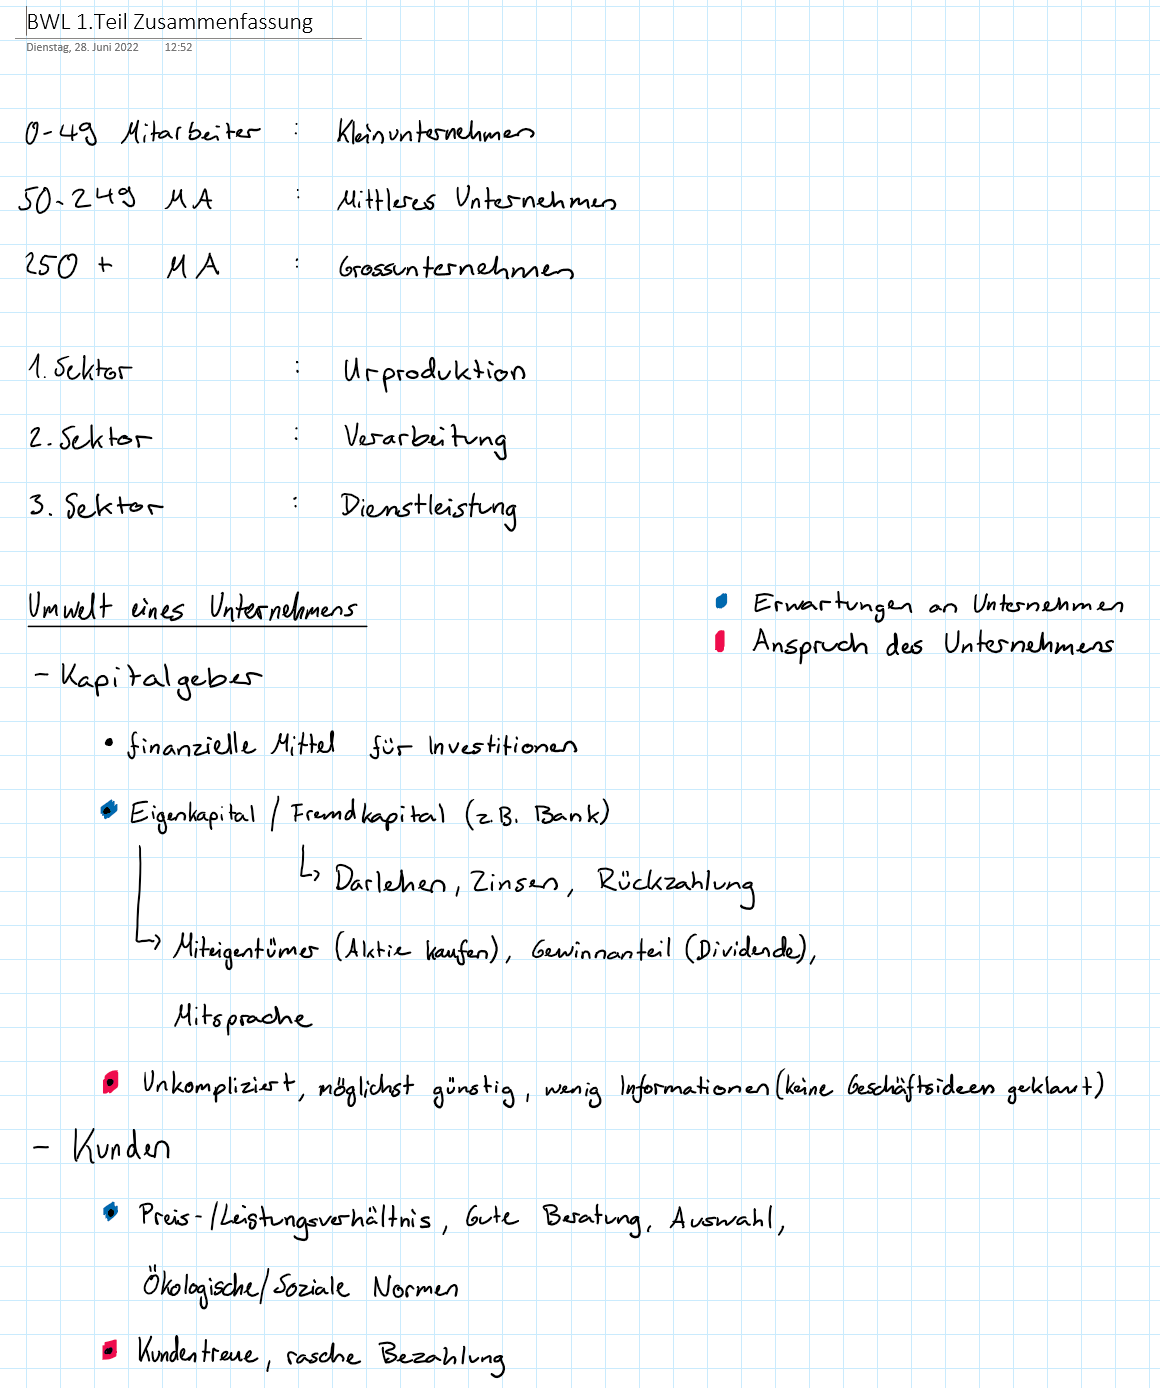 BWL 1.Teil Zusammenfassung
Dienstag, 28. Juni 2022 12:52
0-49 Mitarbeiter : Kleinunternehmen
50-249 MA : Mittleres Unternehmen
250 + MA : Grossunternehmen
1. Sektor : Urproduktion
2. Sektor : Verarbeitung
3. Sektor : Dienstleistung
Umwelt eines Unternehmens
Erwartungen an Unternehmen
Anspruch des Unternehmens
- Kapitalgeber
• finanzielle Mittel für Investitionen
• Eigenkapital / Fremdkapital (z.B. Bank)
↳ Darlehen, Zinsen, Rückzahlung
↳ Miteigentümer (Aktie kaufen), Gewinnanteil (Dividende),
Mitsprache
• Unkompliziert, möglichst günstig, wenig Informationen (keine Geschäftsideen geklaut)
- Kunden
• Preis-/Leistungsverhältnis, Gute Beratung, Auswahl,
Ökologische/Soziale Normen
• Kundentreue, rasche Bezahlung